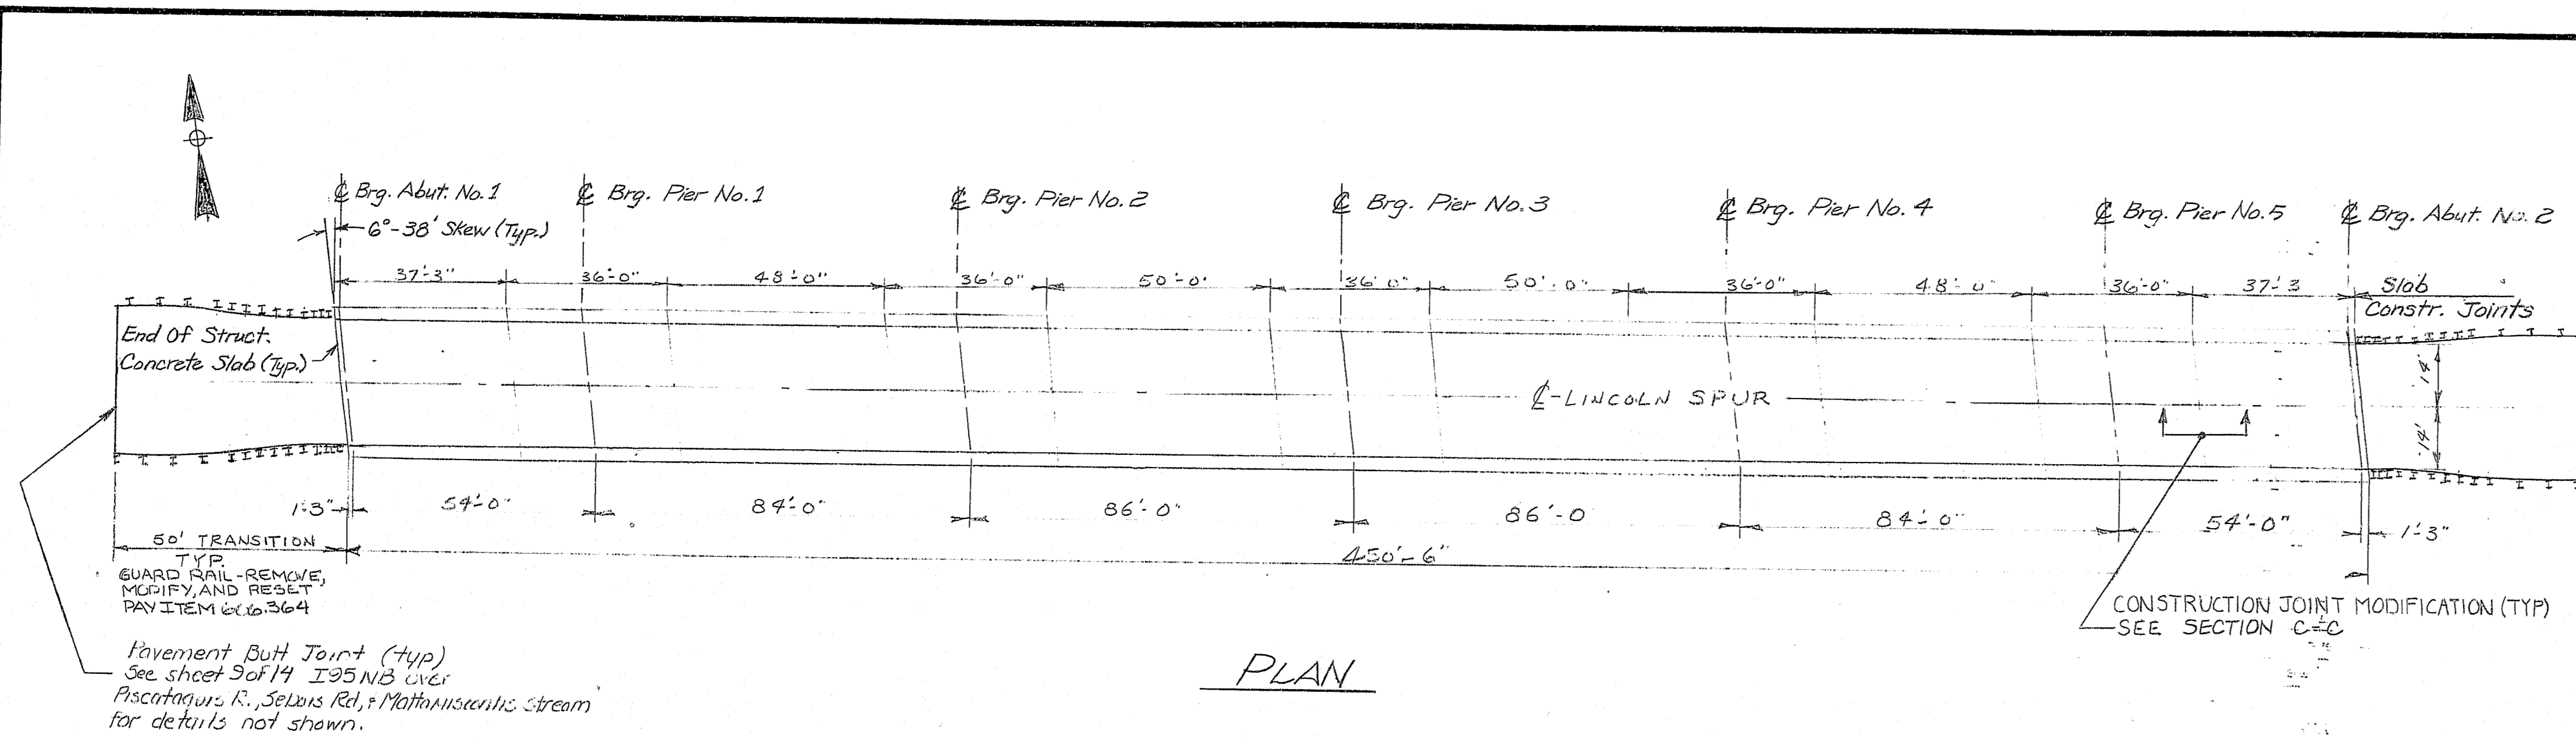 ℄ Brg. Abut. No.1
℄ Brg. Pier No.1
℄ Brg. Pier No.2
℄ Brg. Pier No.3
℄ Brg. Pier No.4
℄ Brg. Pier No.5
℄ Brg. Abut. No.2
6°-38' Skew (Typ.)
37'-3"
36'-0"
48'-0"
36'-0"
50'-0"
36'-0"
50'-0"
36'-0"
48'-0"
36'-0"
37'-3
Slab
Constr. Joints
End Of Struct.
Concrete Slab (Typ.)
℄-LINCOLN SPUR
14'
14'
1'-3"
54'-0"
84'-0"
86'-0"
86'-0
84'-0"
54'-0"
1'-3"
50' TRANSITION
TYP.
450'-6"
GUARD RAIL-REMOVE,
MODIFY, AND RESET
PAY ITEM 606.364
CONSTRUCTION JOINT MODIFICATION (TYP)
SEE SECTION C-C
Pavement Butt Joint (typ)
See sheet 9 of 14 I95 NB over
Piscataquis R., Sebois Rd, & Mattamiscontis stream
for details not shown.
PLAN